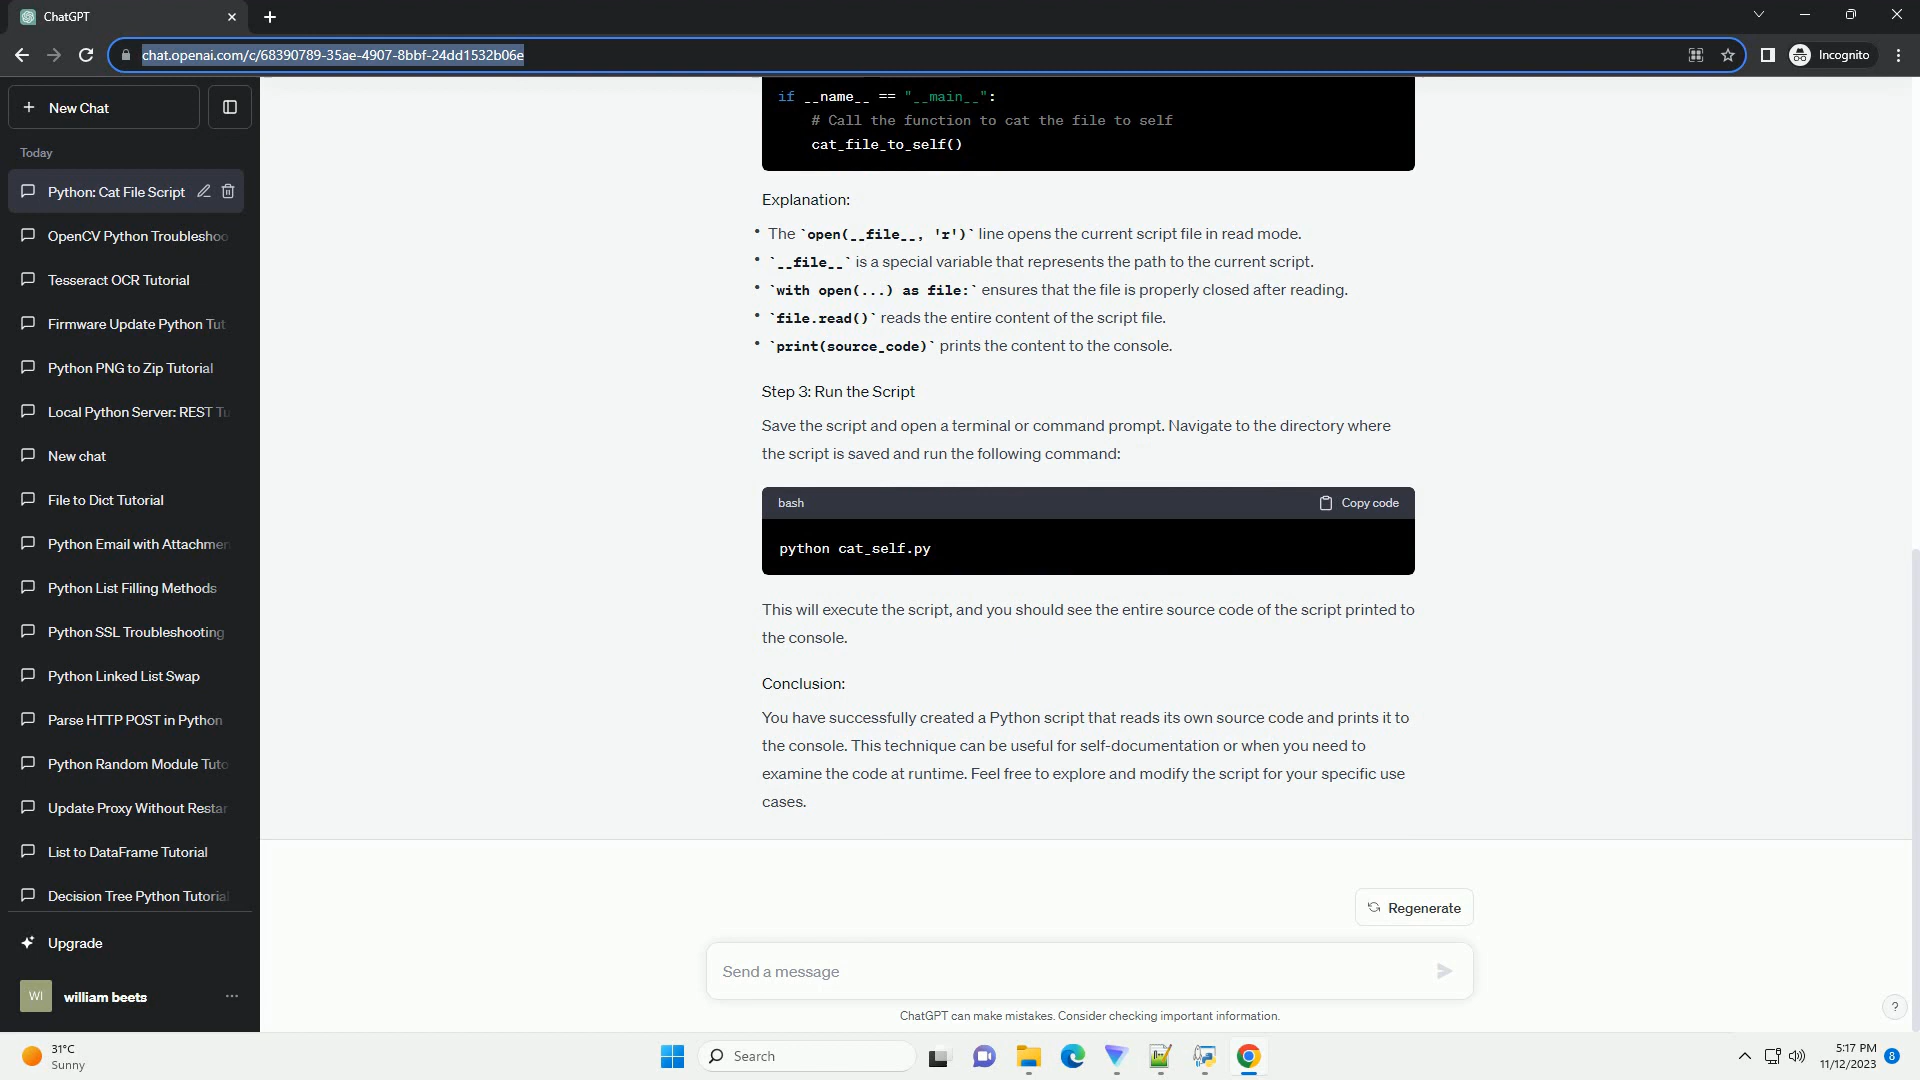 ChatGPT
chat.openai.com/c/68390789-35ae-4907-8bbf-24dd1532b06e
Incognito
New Chat
Today
Python: Cat File Script
OpenCV Python Troubleshoo
Tesseract OCR Tutorial
Firmware Update Python Tut
Python PNG to Zip Tutorial
Local Python Server: REST Tu
New chat
File to Dict Tutorial
Python Email with Attachmen
Python List Filling Methods
Python SSL Troubleshooting
Python Linked List Swap
Parse HTTP POST in Python
Python Random Module Tuto
Update Proxy Without Restar
List to DataFrame Tutorial
Decision Tree Python Tutorial
Upgrade
WI
william beets
if __name__ == "__main__":
# Call the function to cat the file to self
cat_file_to_self()
Explanation:
• The `open(__file__, 'r')` line opens the current script file in read mode.
• `__file__` is a special variable that represents the path to the current script.
• `with open(...) as file:` ensures that the file is properly closed after reading.
• `file.read()` reads the entire content of the script file.
• `print(source_code)` prints the content to the console.
Step 3: Run the Script
Save the script and open a terminal or command prompt. Navigate to the directory where
the script is saved and run the following command:
bash
Copy code
python cat_self.py
This will execute the script, and you should see the entire source code of the script printed to
the console.
Conclusion:
You have successfully created a Python script that reads its own source code and prints it to
the console. This technique can be useful for self-documentation or when you need to
examine the code at runtime. Feel free to explore and modify the script for your specific use
cases.
Regenerate
Send a message
ChatGPT can make mistakes. Consider checking important information.
?
31°C
Sunny
Search
5:17 PM
11/12/2023
8